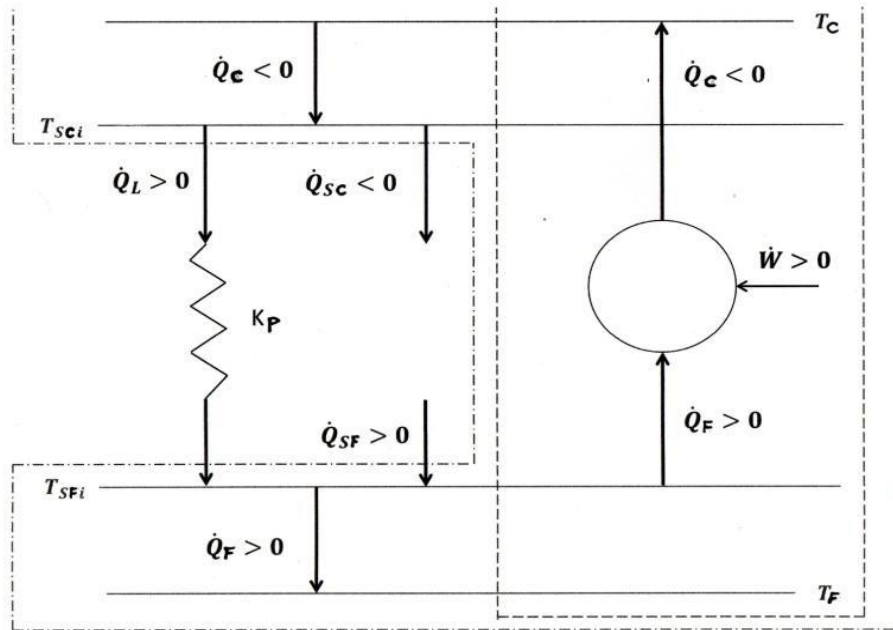 T_C
Q̇_C < 0
Q̇_C < 0
T_SCi
Q̇_L > 0
Q̇_SC < 0
Ẇ > 0
K_P
Q̇_SF > 0
Q̇_F > 0
T_SFi
Q̇_F > 0
T_F